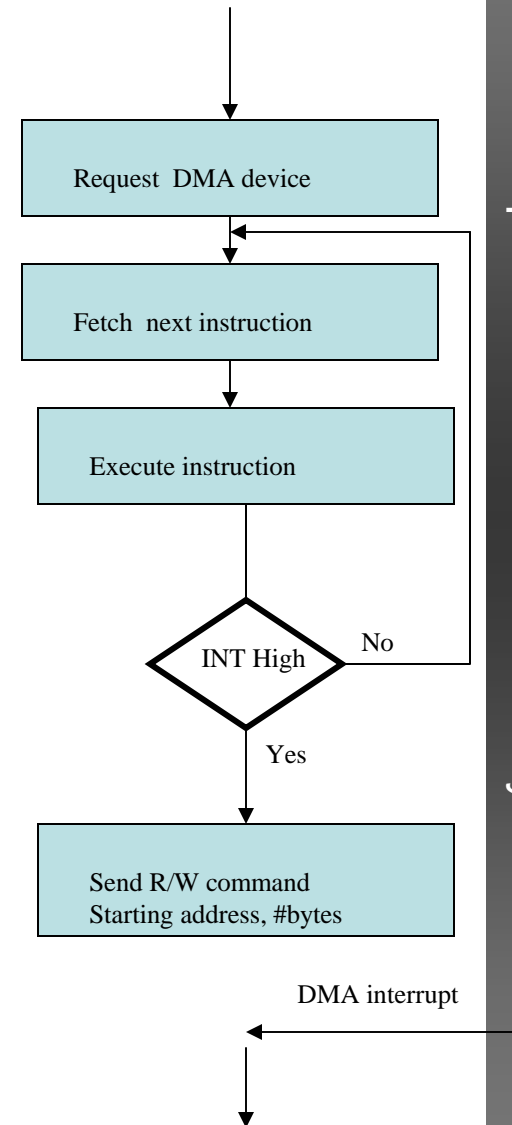 Request DMA device
Fetch next instruction
Execute instruction
INT High
No
Yes
Send R/W command
Starting address, #bytes
DMA interrupt